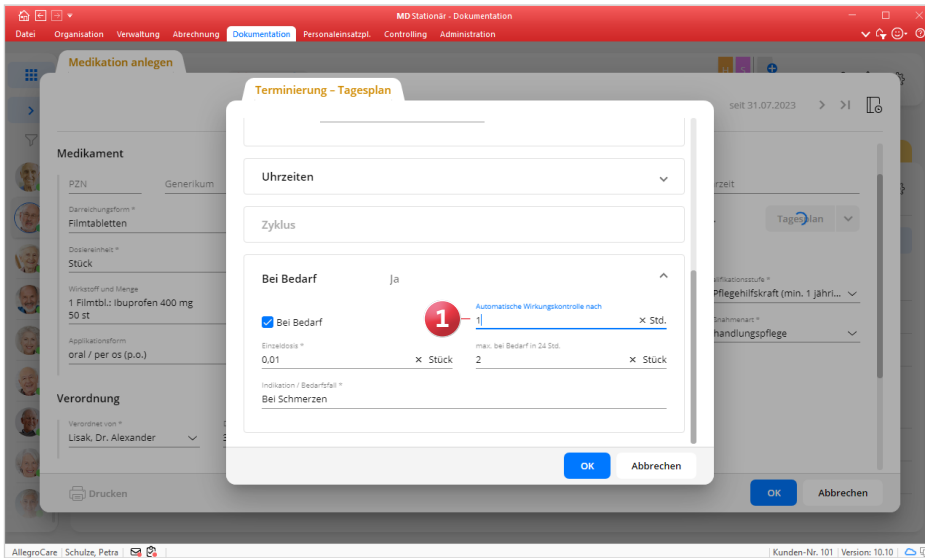 MD Stationär - Dokumentation
Datei Organisation Verwaltung Abrechnung Dokumentation Personaleinsatzpl. Controlling Administration
Medikation anlegen
Terminierung – Tagesplan
seit 31.07.2023
Medikament
PZN Generikum
Uhrzeiten
rzeit
Darreichungsform *
Filmtabletten
Zyklus
Tagesplan
Dosiereinheit *
Stück
Bei Bedarf Ja
Wirkstoff und Menge
1 Filmtbl.: Ibuprofen 400 mg
50 st
alifikationsstufe *
Pflegehilfskraft (min. 1 jähri...
Bei Bedarf
1
Automatische Wirkungskontrolle nach
1 × Std.
ßnahmenart *
handlungspflege
Applikationsform
oral / per os (p.o.)
Einzeldosis *
0,01 × Stück
max. bei Bedarf in 24 Std.
2 × Stück
Indikation / Bedarfsfall *
Bei Schmerzen
Verordnung
Verordnet von *
Lisak, Dr. Alexander
OK Abbrechen
Drucken
OK Abbrechen
AllegroCare Schulze, Petra
Kunden-Nr. 101 Version: 10.10